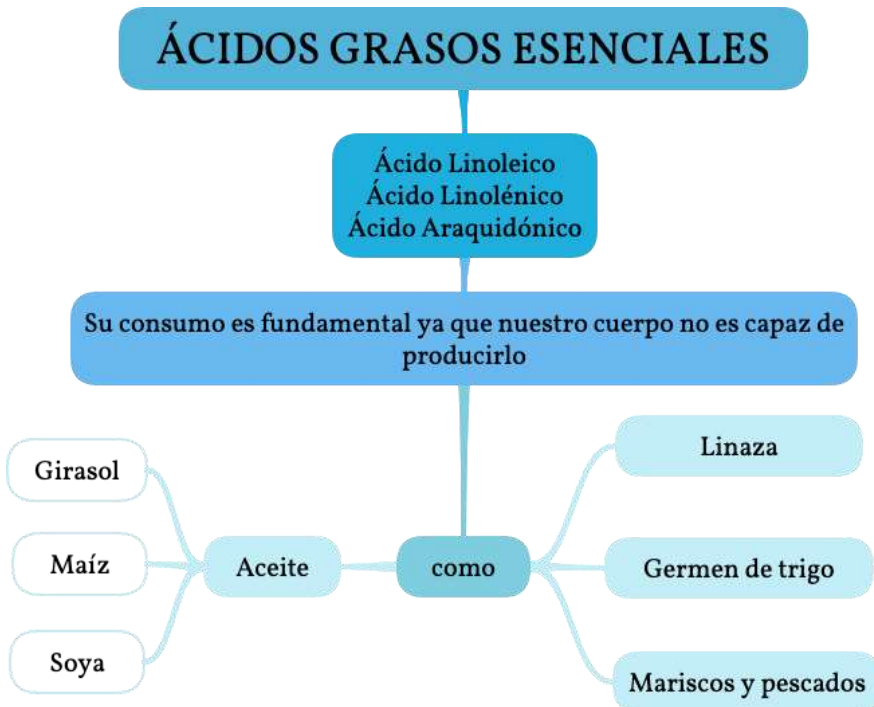 ÁCIDOS GRASOS ESENCIALES
Ácido Linoleico
Ácido Linolénico
Ácido Araquidónico
Su consumo es fundamental ya que nuestro cuerpo no es capaz de
producirlo
Girasol
Maíz
Soya
Aceite
como
Linaza
Germen de trigo
Mariscos y pescados